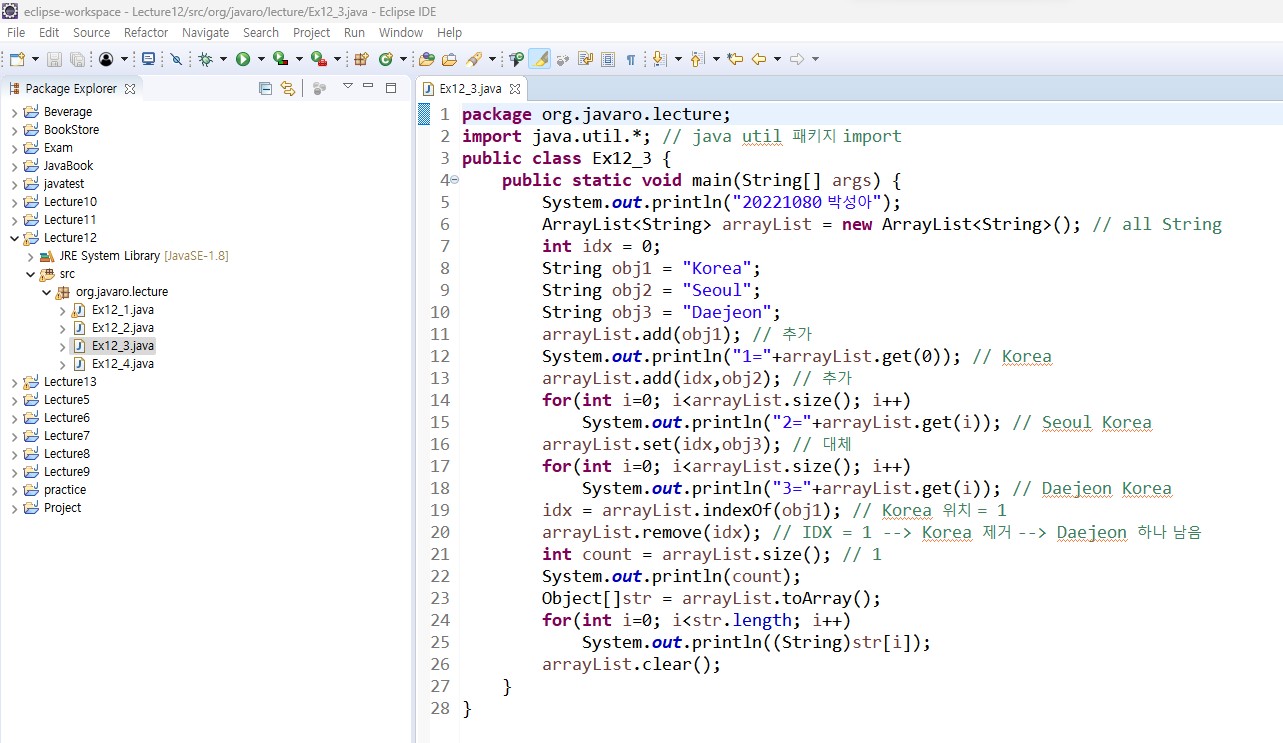 eclipse-workspace - Lecture12/src/org/javaro/lecture/Ex12_3.java - Eclipse IDE
File Edit Source Refactor Navigate Search Project Run Window Help
Package Explorer
Beverage
BookStore
Exam
JavaBook
javatest
Lecture10
Lecture11
Lecture12
JRE System Library [JavaSE-1.8]
src
org.javaro.lecture
Ex12_1.java
Ex12_2.java
Ex12_3.java
Ex12_4.java
Lecture13
Lecture5
Lecture6
Lecture7
Lecture8
Lecture9
practice
Project
Ex12_3.java
1 package org.javaro.lecture;
2 import java.util.*; // java util 패키지 import
3 public class Ex12_3 {
4 public static void main(String[] args) {
5 System.out.println("20221080 박성아");
6 ArrayList<String> arrayList = new ArrayList<String>(); // all String
7 int idx = 0;
8 String obj1 = "Korea";
9 String obj2 = "Seoul";
10 String obj3 = "Daejeon";
11 arrayList.add(obj1); // 추가
12 System.out.println("1="+arrayList.get(0)); // Korea
13 arrayList.add(idx,obj2); // 추가
14 for(int i=0; i<arrayList.size(); i++)
15 System.out.println("2="+arrayList.get(i)); // Seoul Korea
16 arrayList.set(idx,obj3); // 대체
17 for(int i=0; i<arrayList.size(); i++)
18 System.out.println("3="+arrayList.get(i)); // Daejeon Korea
19 idx = arrayList.indexOf(obj1); // Korea 위치 = 1
20 arrayList.remove(idx); // IDX = 1 --> Korea 제거 --> Daejeon 하나 남음
21 int count = arrayList.size(); // 1
22 System.out.println(count);
23 Object[]str = arrayList.toArray();
24 for(int i=0; i<str.length; i++)
25 System.out.println((String)str[i]);
26 arrayList.clear();
27 }
28 }